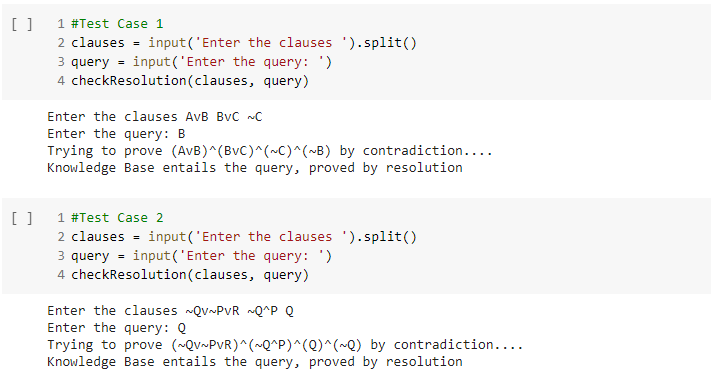 [ ] 1 #Test Case 1
2 clauses = input('Enter the clauses ').split()
3 query = input('Enter the query: ')
4 checkResolution(clauses, query)
Enter the clauses AvB BvC ~C
Enter the query: B
Trying to prove (AvB)^(BvC)^(~C)^(~B) by contradiction....
Knowledge Base entails the query, proved by resolution
[ ] 1 #Test Case 2
2 clauses = input('Enter the clauses ').split()
3 query = input('Enter the query: ')
4 checkResolution(clauses, query)
Enter the clauses ~Qv~PvR ~Q^P Q
Enter the query: Q
Trying to prove (~Qv~PvR)^(~Q^P)^(Q)^(~Q) by contradiction....
Knowledge Base entails the query, proved by resolution